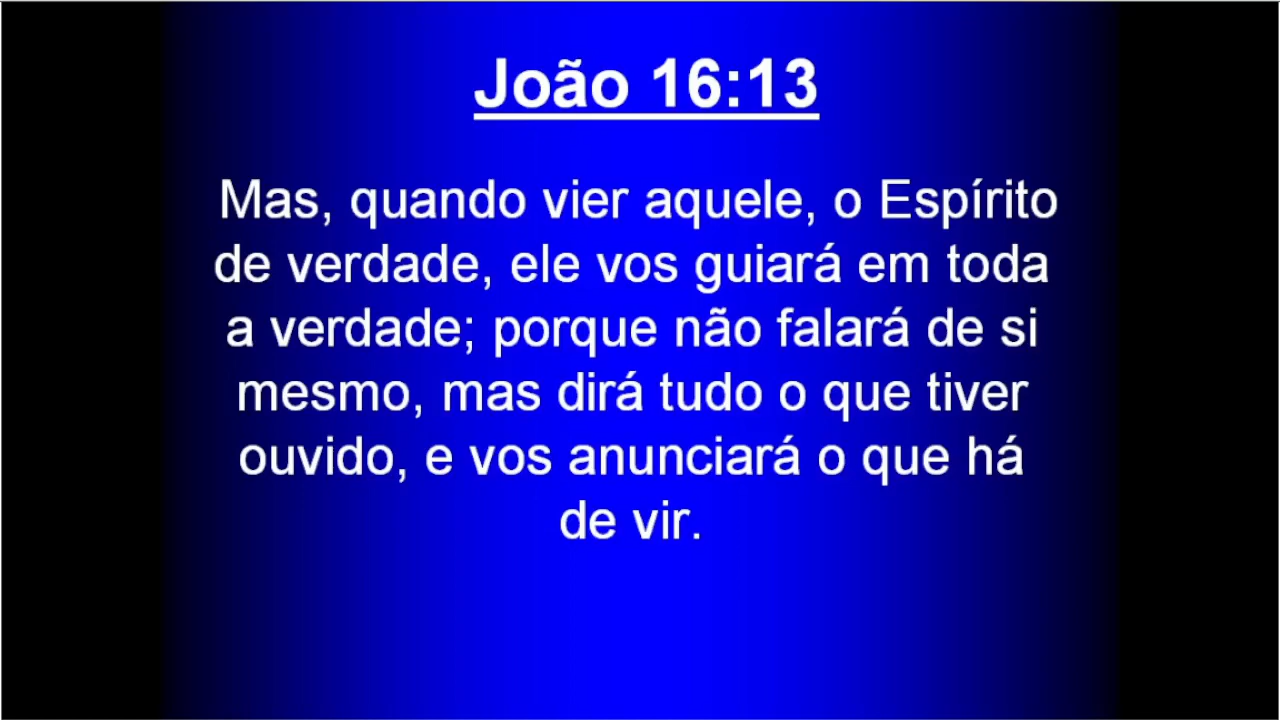 João 16:13
Mas, quando vier aquele, o Espírito
de verdade, ele vos guiará em toda
a verdade; porque não falará de si
mesmo, mas dirá tudo o que tiver
ouvido, e vos anunciará o que há
de vir.